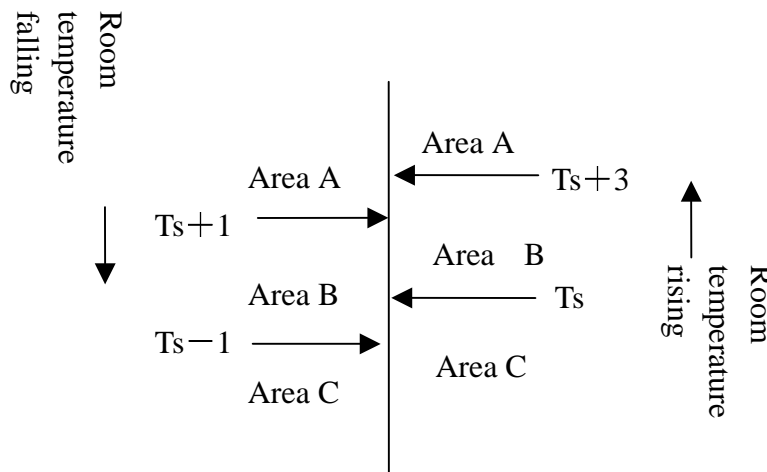 Room
temperature
falling
Area A
Area A
Ts+3
Ts+1
Area B
Area B
Ts
Ts−1
Area C
Area C
Room
temperature
rising